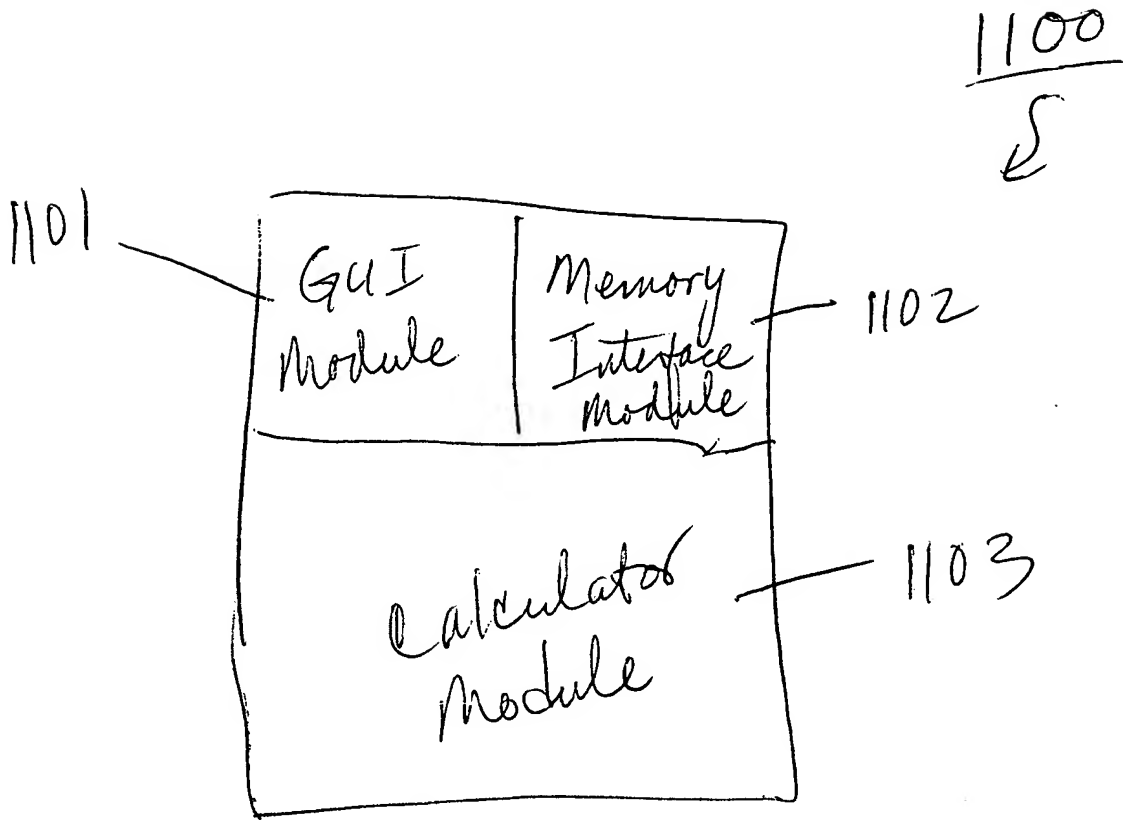 1100
1101
GUI
Module
Memory
Interface
Module
1102
Calculator
Module
1103